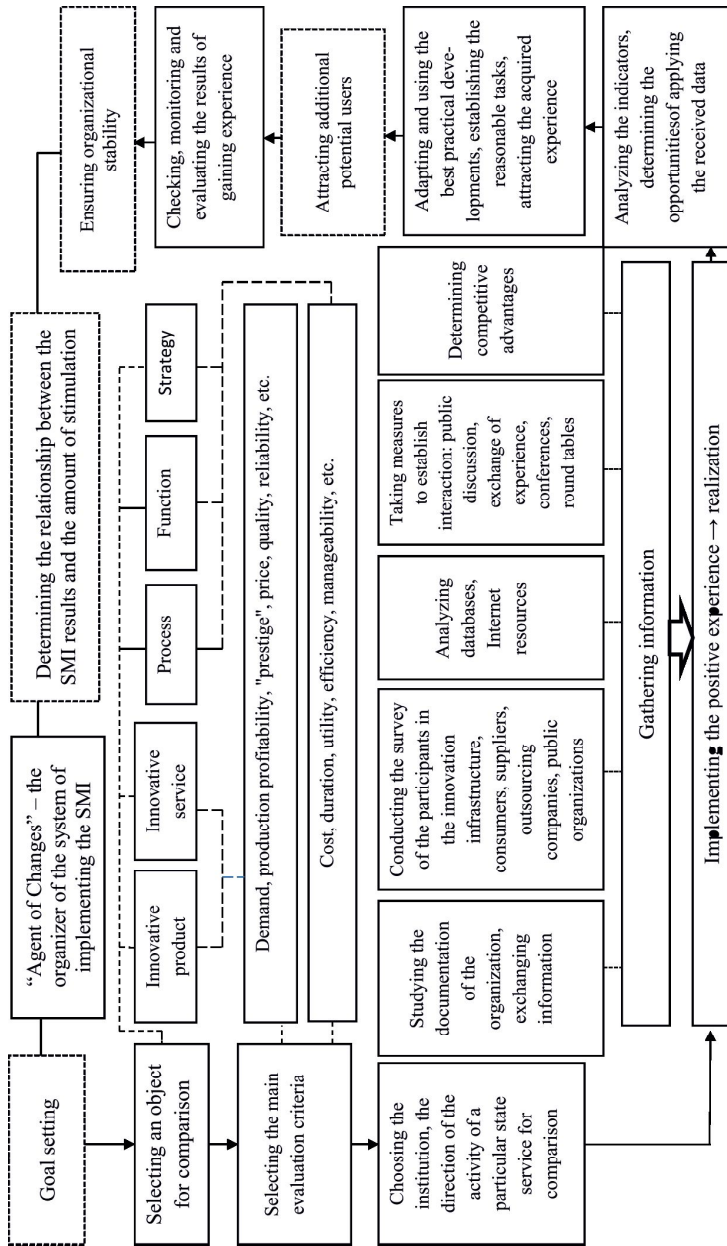 Goal setting
“Agent of Changes” – the
organizer of the system of
implementing the SMI
Determining the relationship between the
SMI results and the amount of stimulation
Ensuring organizational
stability
Selecting an object
for comparison
Innovative
product
Innovative
service
Process
Function
Strategy
Checking, monitoring and
evaluating the results of
gaining experience
Selecting the main
evaluation criteria
Demand, production profitability, "prestige", price, quality, reliability, etc.
Cost, duration, utility, efficiency, manageability, etc.
Attracting additional
potential users
Choosing the
institution, the
direction of the
activity of a
particular state
service for
comparison
Studying the
documentation
of the
organization,
exchanging
information
Conducting the survey
of the participants in
the innovation
infrastructure,
consumers, suppliers,
outsourcing
companies, public
organizations
Analyzing
databases,
Internet
resources
Taking measures
to establish
interaction: public
discussion,
exchange of
experience,
conferences,
round tables
Determining
competitive
advantages
Adapting and using the
best practical deve-
lopments, establishing the
reasonable tasks,
attracting the acquired
experience
Gathering information
Implementing the positive experience → realization
Analyzing the indicators,
determining the
opportunitiesof applying
the received data